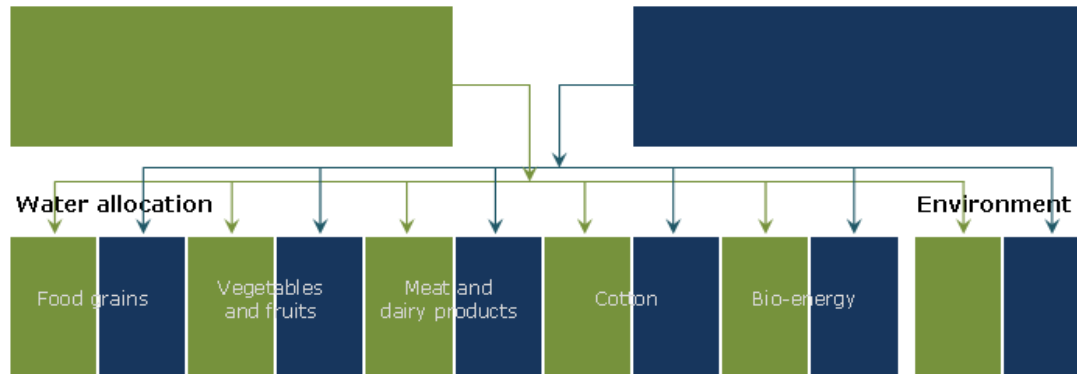 Water allocation
Environment
Food grains
Vegetables
and fruits
Meat and
dairy products
Cotton
Bio-energy